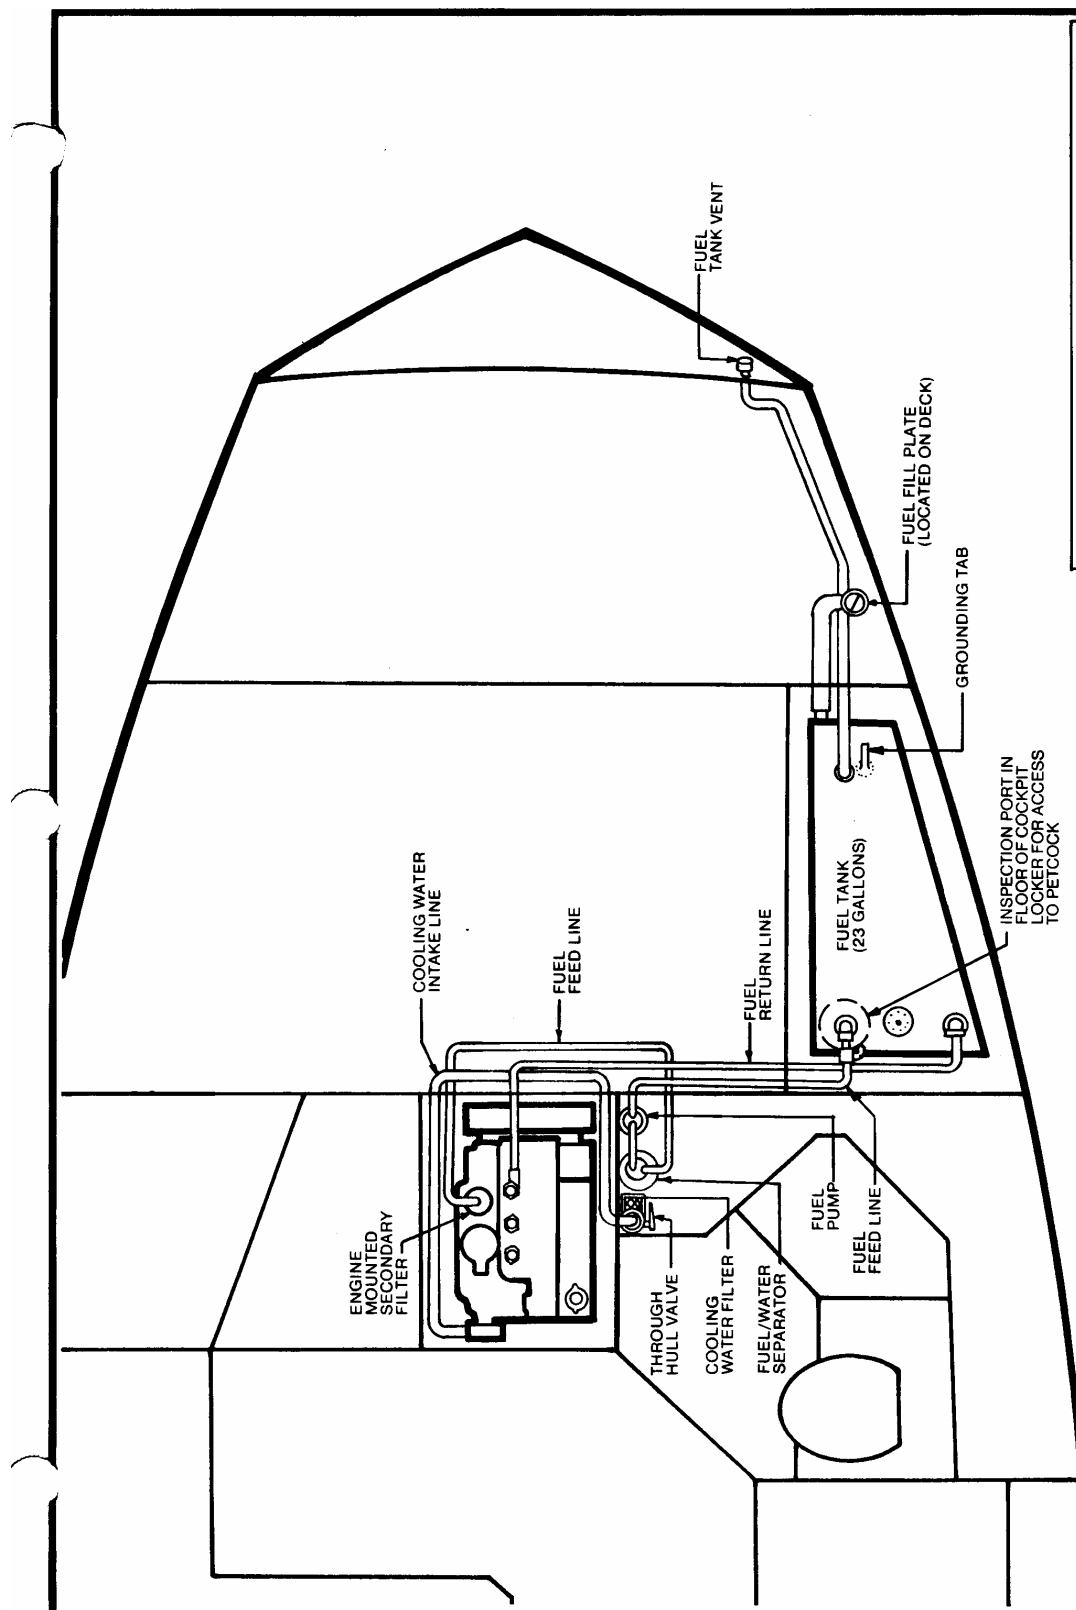 FUEL
TANK VENT
FUEL FILL PLATE
(LOCATED ON DECK)
GROUNDING TAB
INSPECTION PORT IN
FLOOR OF COCKPIT
LOCKER FOR ACCESS
TO PETCOCK
FUEL TANK
(23 GALLONS)
COOLING WATER
INTAKE LINE
FUEL
FEED LINE
FUEL
RETURN LINE
ENGINE
MOUNTED
SECONDARY
FILTER
THROUGH
HULL VALVE
COOLING
WATER FILTER
FUEL/WATER
SEPARATOR
FUEL
PUMP
FUEL
FEED LINE